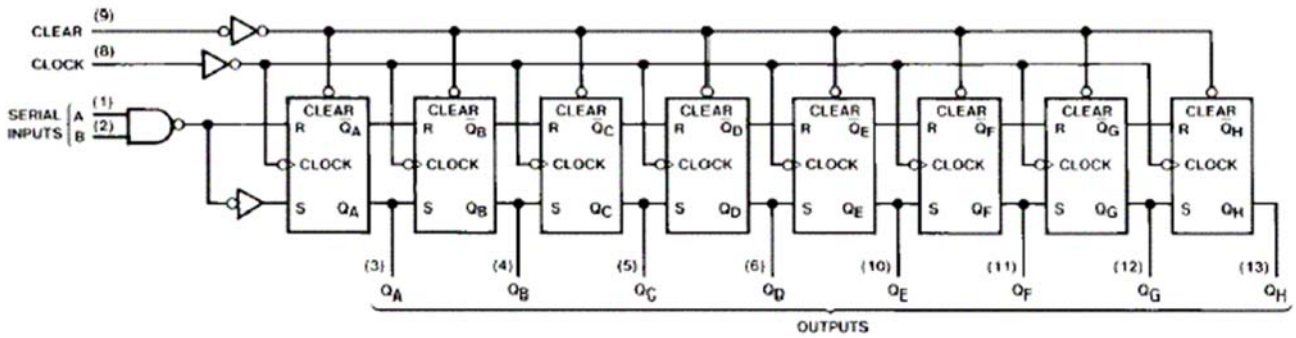 CLEAR (9)
CLOCK (8)
SERIAL INPUTS A (1)
B (2)
CLEAR CLEAR CLEAR CLEAR CLEAR CLEAR CLEAR CLEAR
R QA R Q̅B R Q̅C R Q̅D R Q̅E R Q̅F R Q̅G R Q̅H
CLOCK CLOCK CLOCK CLOCK CLOCK CLOCK CLOCK CLOCK
S QA S QB S QC S QD S QE S QF S QG S QH
(3) (4) (5) (6) (10) (11) (12) (13)
QA QB QC QD QE QF QG QH
OUTPUTS